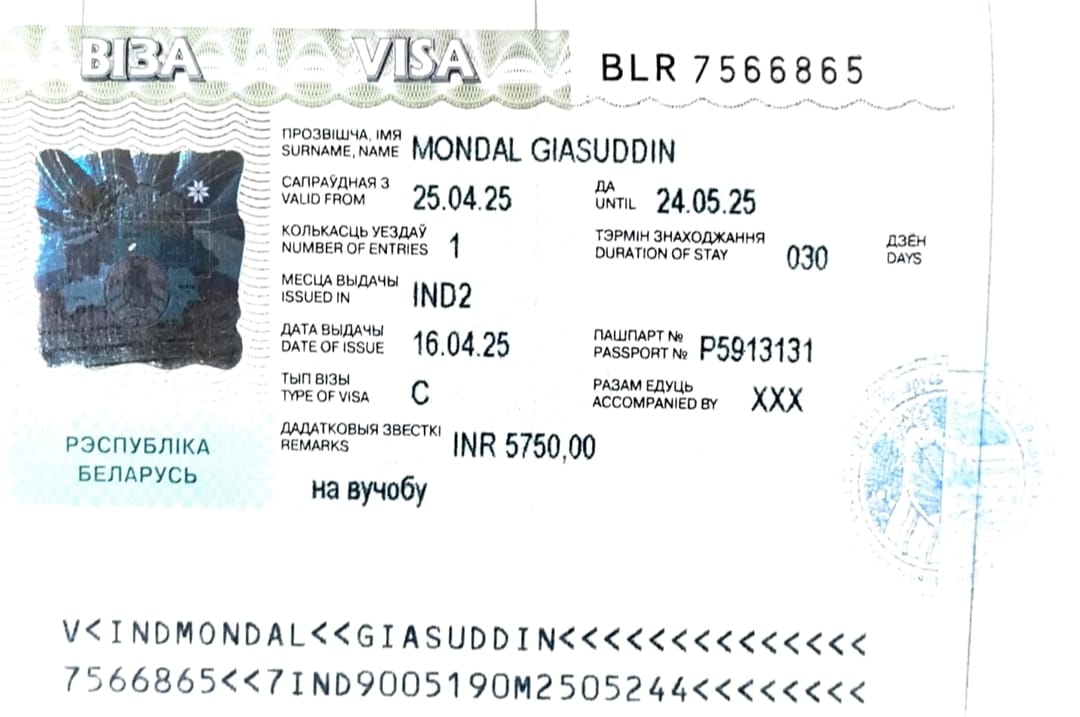 ВІЗА VISA BLR 7566865
ПРОЗВІШЧА, ІМЯ
SURNAME, NAME MONDAL GIASUDDIN
САПРАЎДНАЯ З
VALID FROM 25.04.25
ДА
UNTIL 24.05.25
КОЛЬКАСЦЬ УЕЗДАЎ
NUMBER OF ENTRIES 1
ТЭРМІН ЗНАХОДЖАННЯ
DURATION OF STAY 030
ДЗЁН
DAYS
МЕСЦА ВЫДАЧЫ
ISSUED IN IND2
ДАТА ВЫДАЧЫ
DATE OF ISSUE 16.04.25
ПАШПАРТ №
PASSPORT № P5913131
ТЫП ВІЗЫ
TYPE OF VISA C
РАЗАМ ЕДУЦЬ
ACCOMPANIED BY XXX
ДАДАТКОВЫЯ ЗВЕСТКІ
REMARKS INR 5750,00
на вучобу
РЭСПУБЛІКА
БЕЛАРУСЬ
V<INDMONDAL<<GIASUDDIN<<<<<<<<<<<<<<
7566865<<7IND9005190M2505244<<<<<<<<